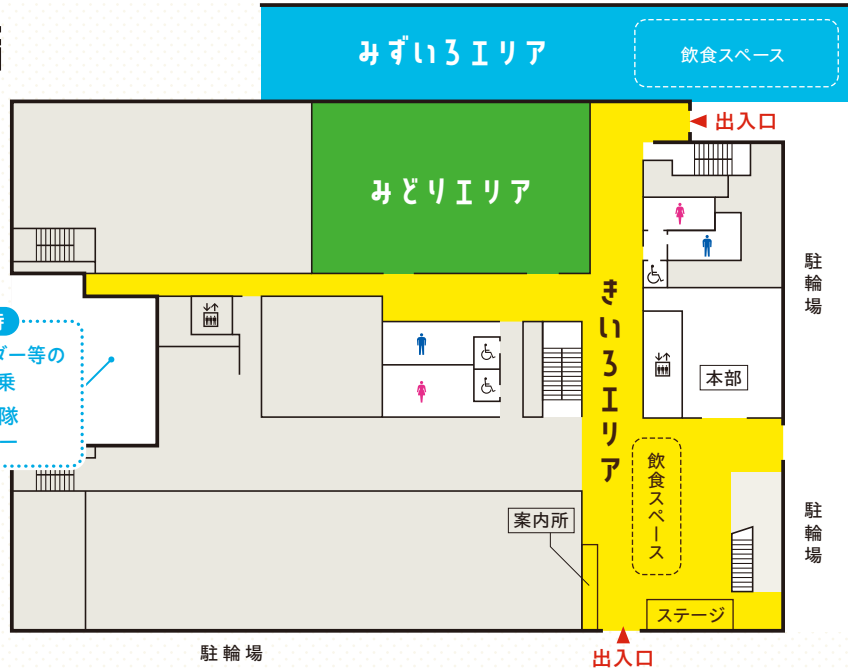 みずいろエリア
飲食スペース
出入口
みどりエリア
駐輪場
きいろエリア
ダー等の
乗
隊
本部
飲食スペース
案内所
駐輪場
ステージ
駐輪場
出入口